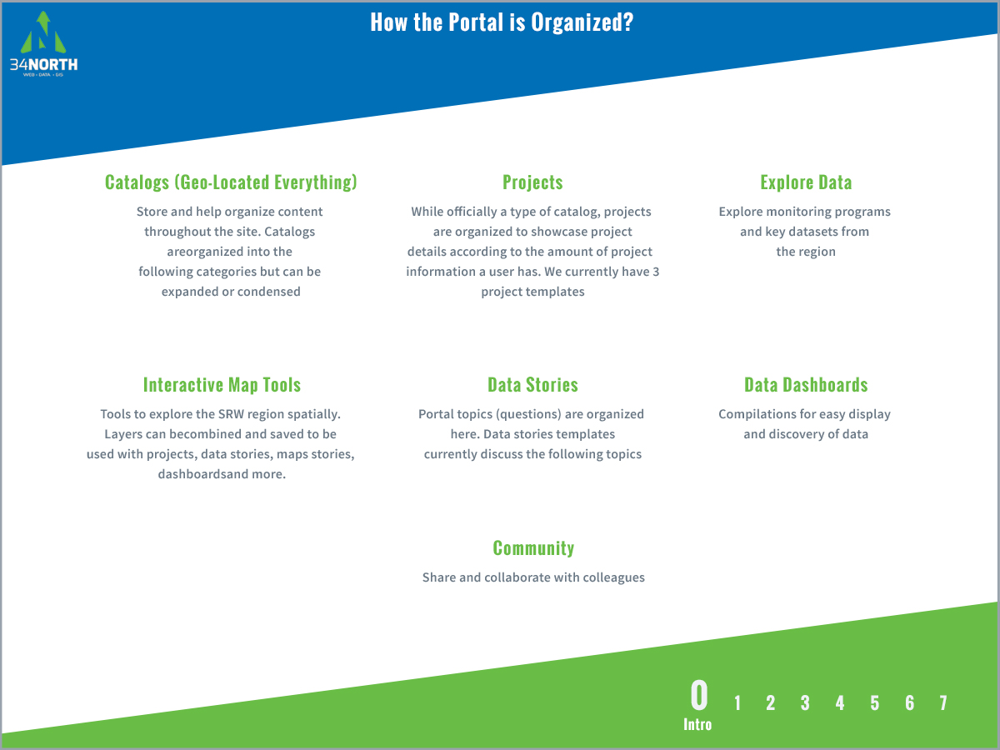 How the Portal is Organized?
34NORTH
WEB • DATA • GIS
Catalogs (Geo-Located Everything)
Store and help organize content
throughout the site. Catalogs
areorganized into the
following categories but can be
expanded or condensed
Projects
While officially a type of catalog, projects
are organized to showcase project
details according to the amount of project
information a user has. We currently have 3
project templates
Explore Data
Explore monitoring programs
and key datasets from
the region
Interactive Map Tools
Tools to explore the SRW region spatially.
Layers can becombined and saved to be
used with projects, data stories, maps stories,
dashboardsand more.
Data Stories
Portal topics (questions) are organized
here. Data stories templates
currently discuss the following topics
Data Dashboards
Compilations for easy display
and discovery of data
Community
Share and collaborate with colleagues
0 1 2 3 4 5 6 7
Intro